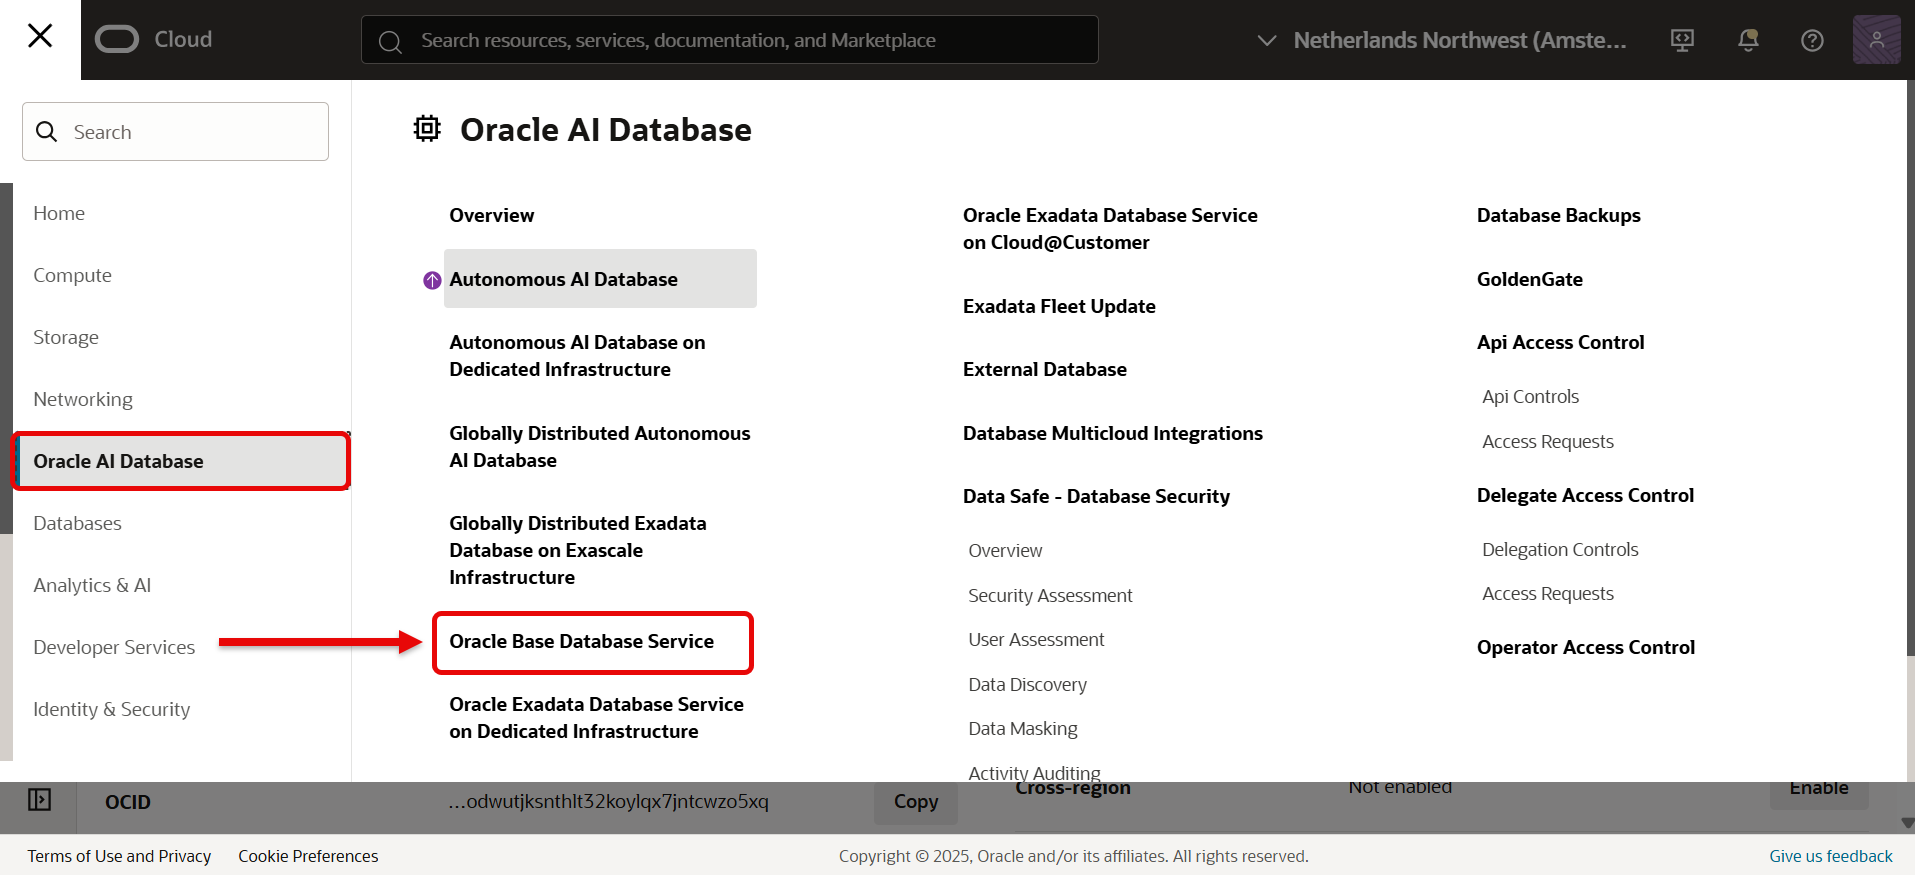 Cloud
Search resources, services, documentation, and Marketplace
Netherlands Northwest (Amste...
Search
Home
Compute
Storage
Networking
Oracle AI Database
Databases
Analytics & AI
Developer Services
Identity & Security
Oracle AI Database
Overview
Autonomous AI Database
Autonomous AI Database on
Dedicated Infrastructure
Globally Distributed Autonomous
AI Database
Globally Distributed Exadata
Database on Exascale
Infrastructure
Oracle Base Database Service
Oracle Exadata Database Service
on Dedicated Infrastructure
Oracle Exadata Database Service
on Cloud@Customer
Exadata Fleet Update
External Database
Database Multicloud Integrations
Data Safe - Database Security
Overview
Security Assessment
User Assessment
Data Discovery
Data Masking
Activity Auditing
Database Backups
GoldenGate
Api Access Control
Api Controls
Access Requests
Delegate Access Control
Delegation Controls
Access Requests
Operator Access Control
OCID
...odwutjksnthlt32koylqx7jntcwzo5xq
Copy
Cross-region
Not enabled
Enable
Terms of Use and Privacy
Cookie Preferences
Copyright © 2025, Oracle and/or its affiliates. All rights reserved.
Give us feedback